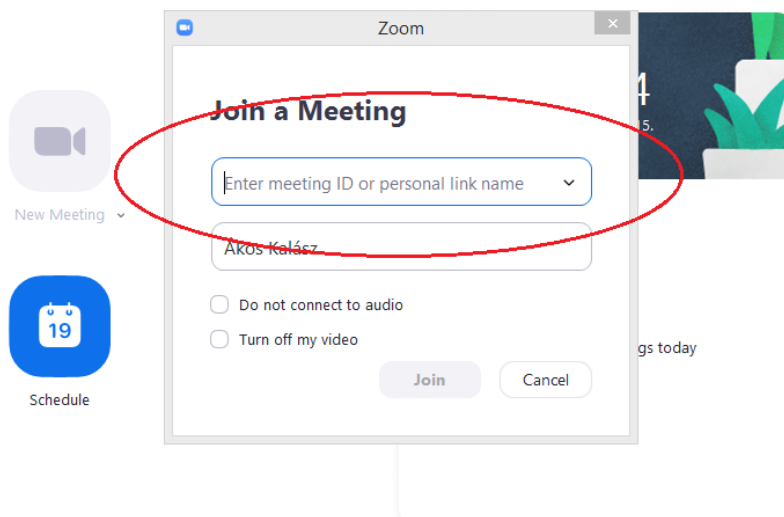 Zoom
Join a Meeting
Enter meeting ID or personal link name
Ákos Kalász
Do not connect to audio
Turn off my video
Join
Cancel
New Meeting
19
Schedule
4
15.
gs today